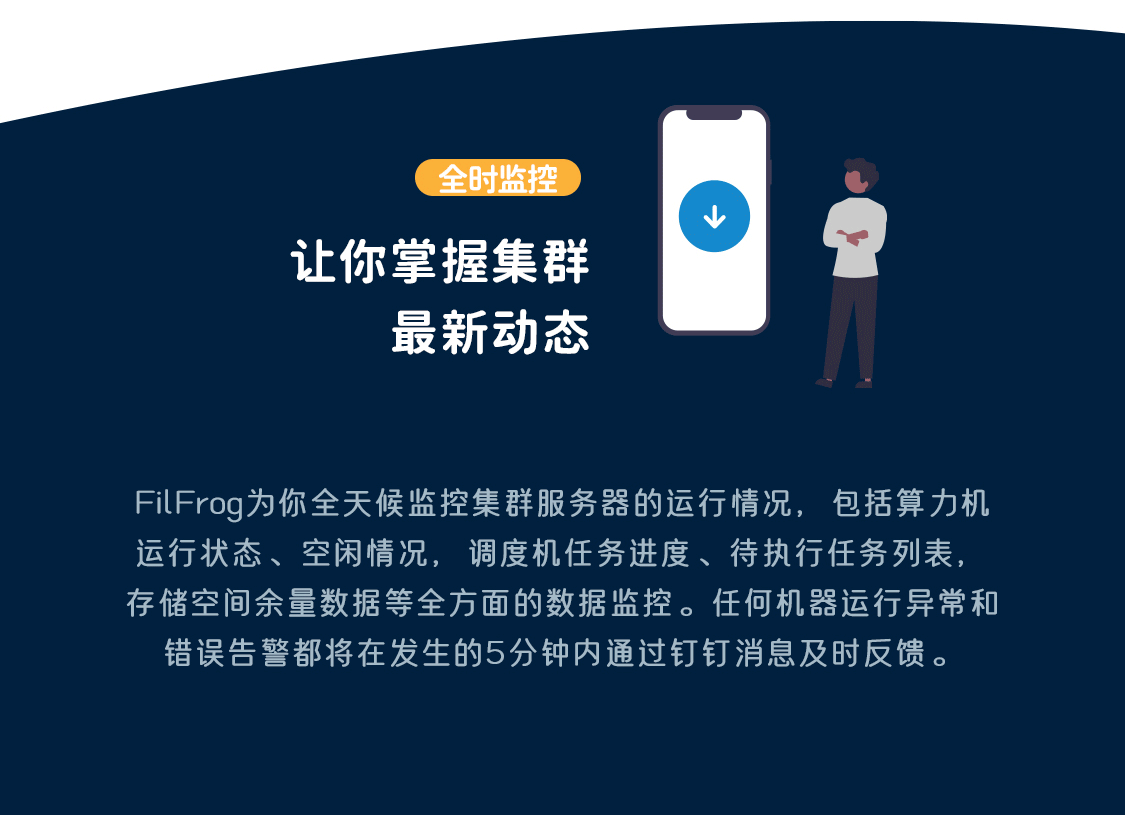 全时监控
让你掌握集群
最新动态
FilFrog为你全天候监控集群服务器的运行情况，包括算力机
运行状态、空闲情况，调度机任务进度、待执行任务列表，
存储空间余量数据等全方面的数据监控。任何机器运行异常和
错误告警都将在发生的5分钟内通过钉钉消息及时反馈。